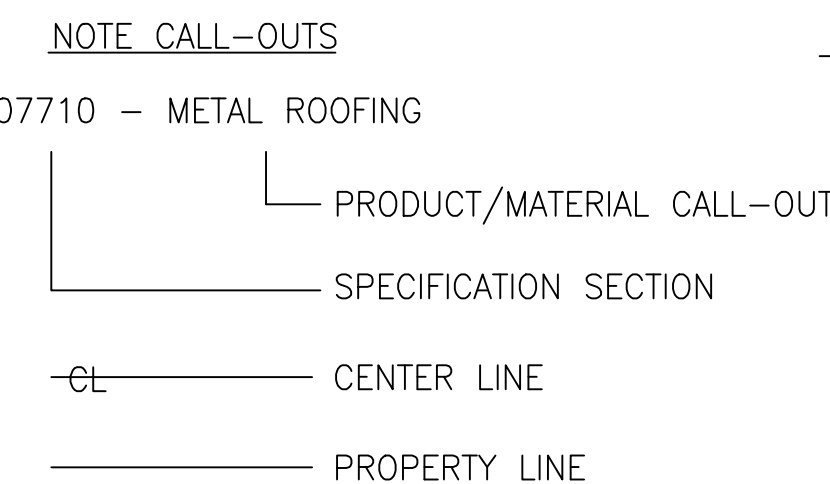 NOTE CALL-OUTS
07710 - METAL ROOFING
PRODUCT/MATERIAL CALL-OUT
SPECIFICATION SECTION
CL CENTER LINE
PROPERTY LINE